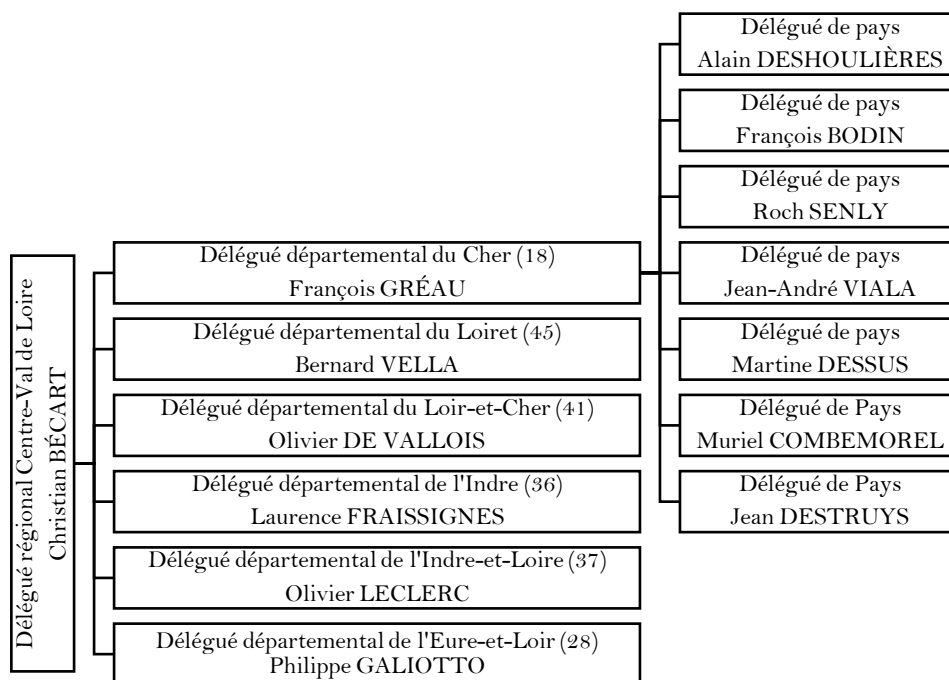 Délégué régional Centre-Val de Loire
Christian BÉCART
Délégué départemental du Cher (18)
François GRÉAU
Délégué de pays
Alain DESHOULIÈRES
Délégué de pays
François BODIN
Délégué de pays
Roch SENLY
Délégué de pays
Jean-André VIALA
Délégué de pays
Martine DESSUS
Délégué de Pays
Muriel COMBEMOREL
Délégué de Pays
Jean DESTRUYS
Délégué départemental du Loiret (45)
Bernard VELLA
Délégué départemental du Loir-et-Cher (41)
Olivier DE VALLOIS
Délégué départemental de l'Indre (36)
Laurence FRAISSIGNES
Délégué départemental de l'Indre-et-Loire (37)
Olivier LECLERC
Délégué départemental de l'Eure-et-Loir (28)
Philippe GALIOTTO